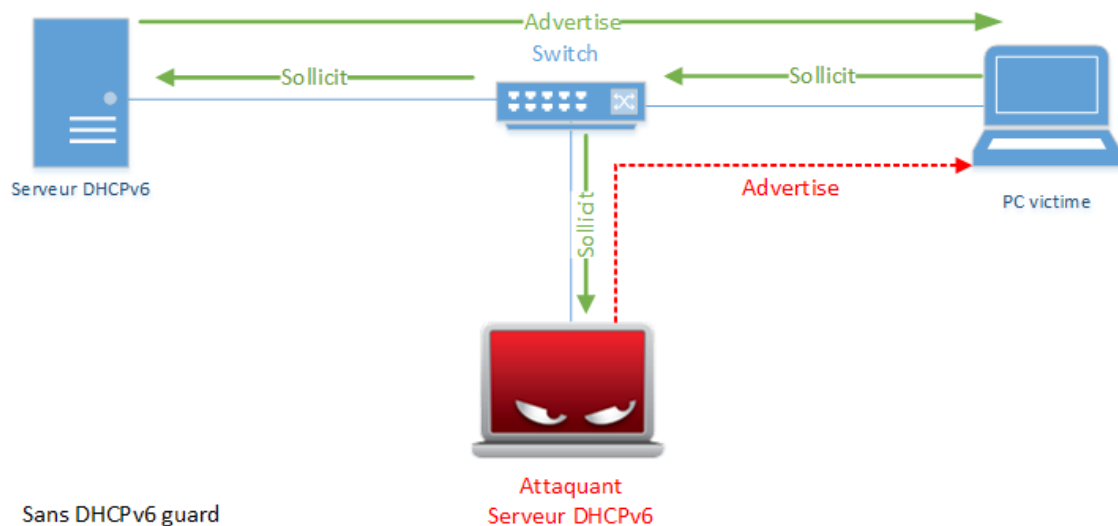 Advertise
Switch
Sollicit
Sollicit
Serveur DHCPv6
Sollicit
Advertise
PC victime
Attaquant
Serveur DHCPv6
Sans DHCPv6 guard